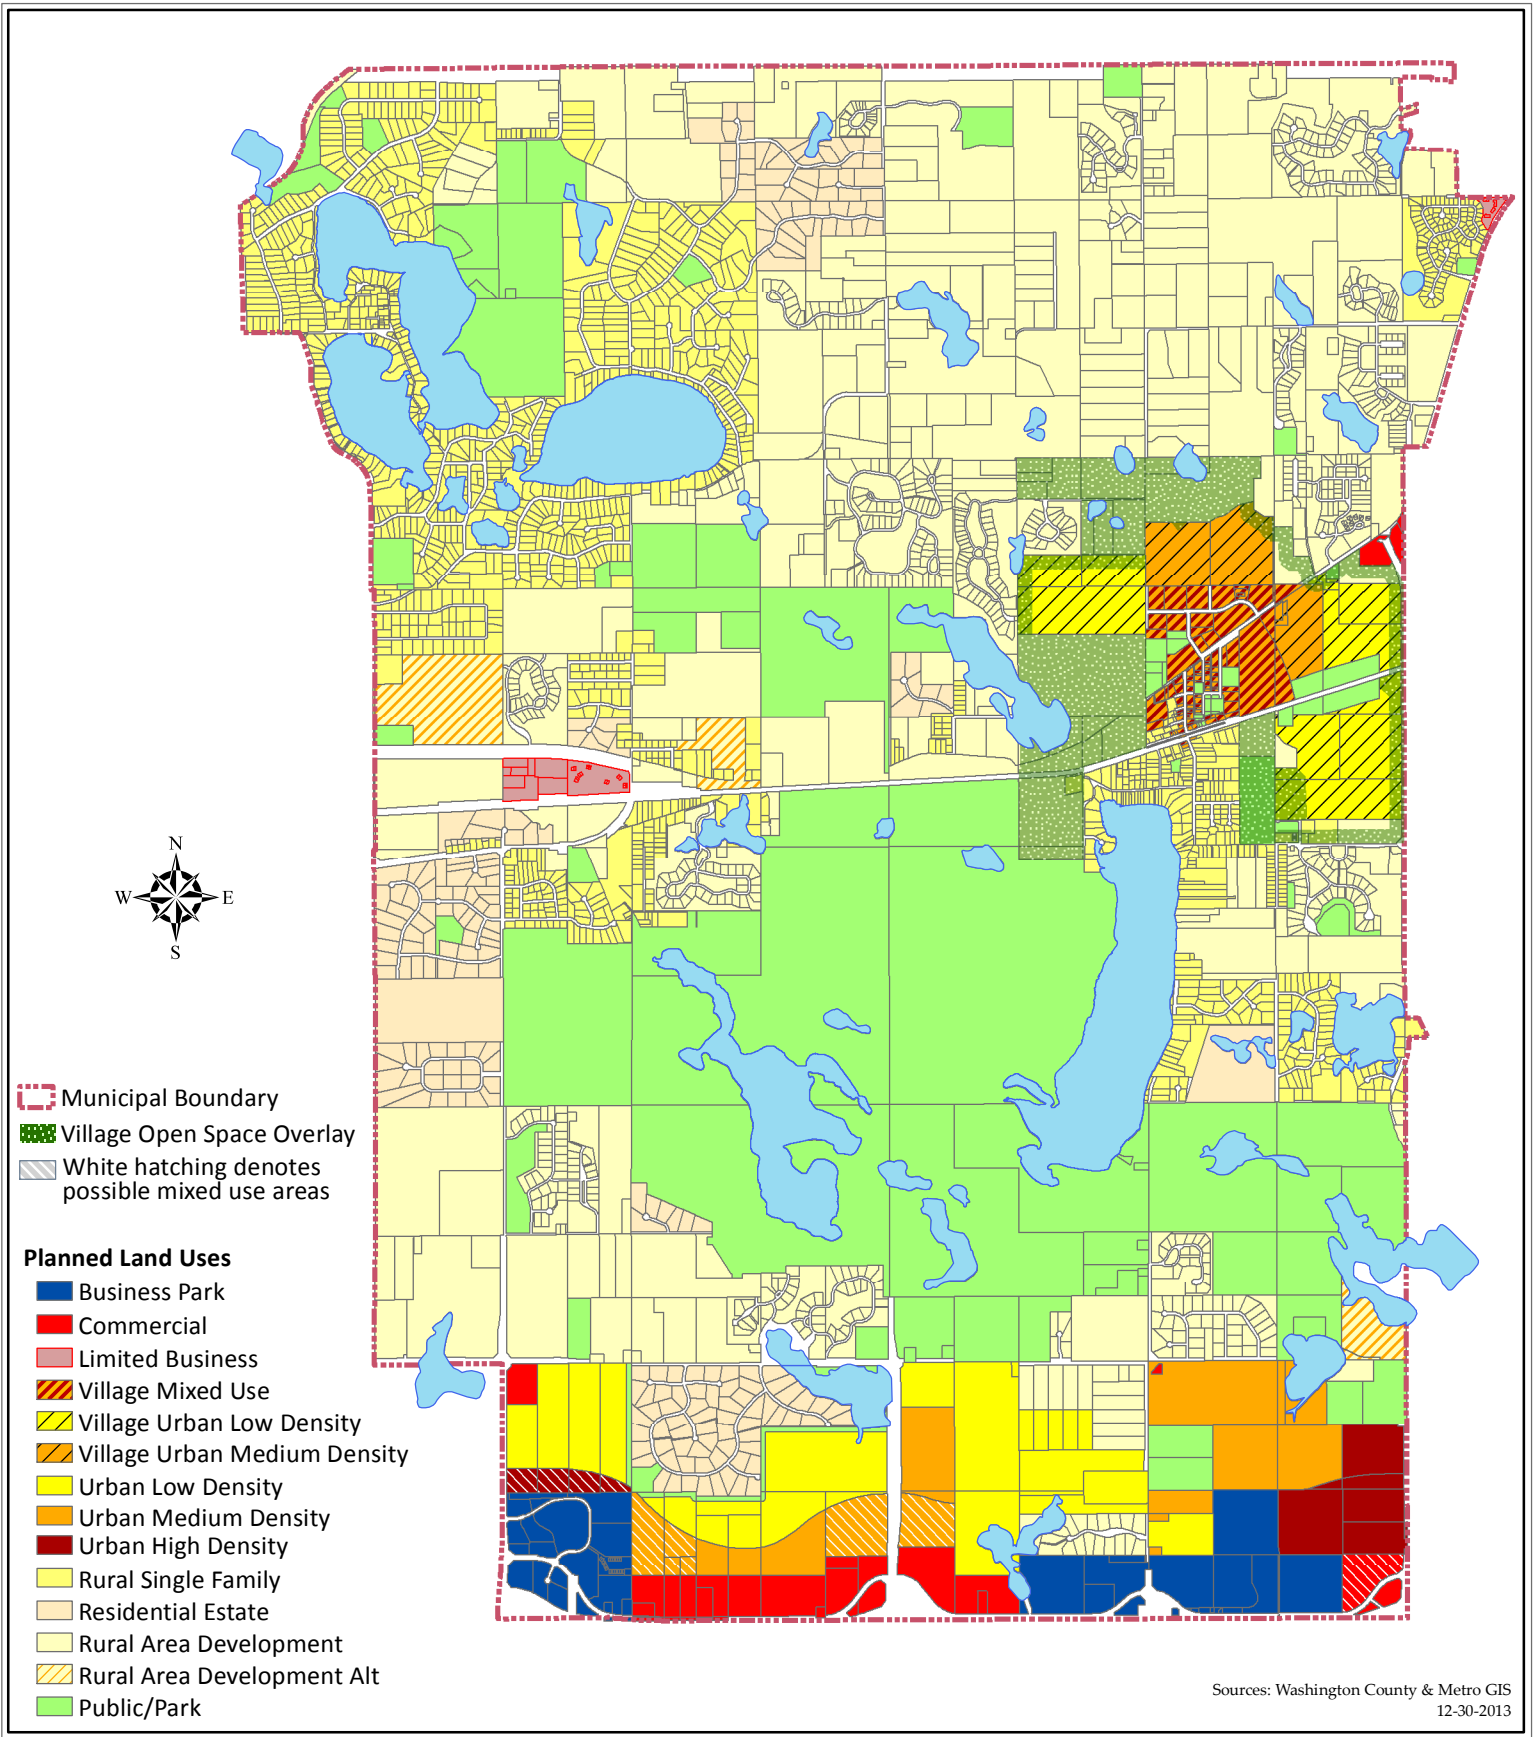 N
W E
S
Municipal Boundary
Village Open Space Overlay
White hatching denotes
possible mixed use areas
Planned Land Uses
Business Park
Commercial
Limited Business
Village Mixed Use
Village Urban Low Density
Village Urban Medium Density
Urban Low Density
Urban Medium Density
Urban High Density
Rural Single Family
Residential Estate
Rural Area Development
Rural Area Development Alt
Public/Park
Sources: Washington County & Metro GIS
12-30-2013